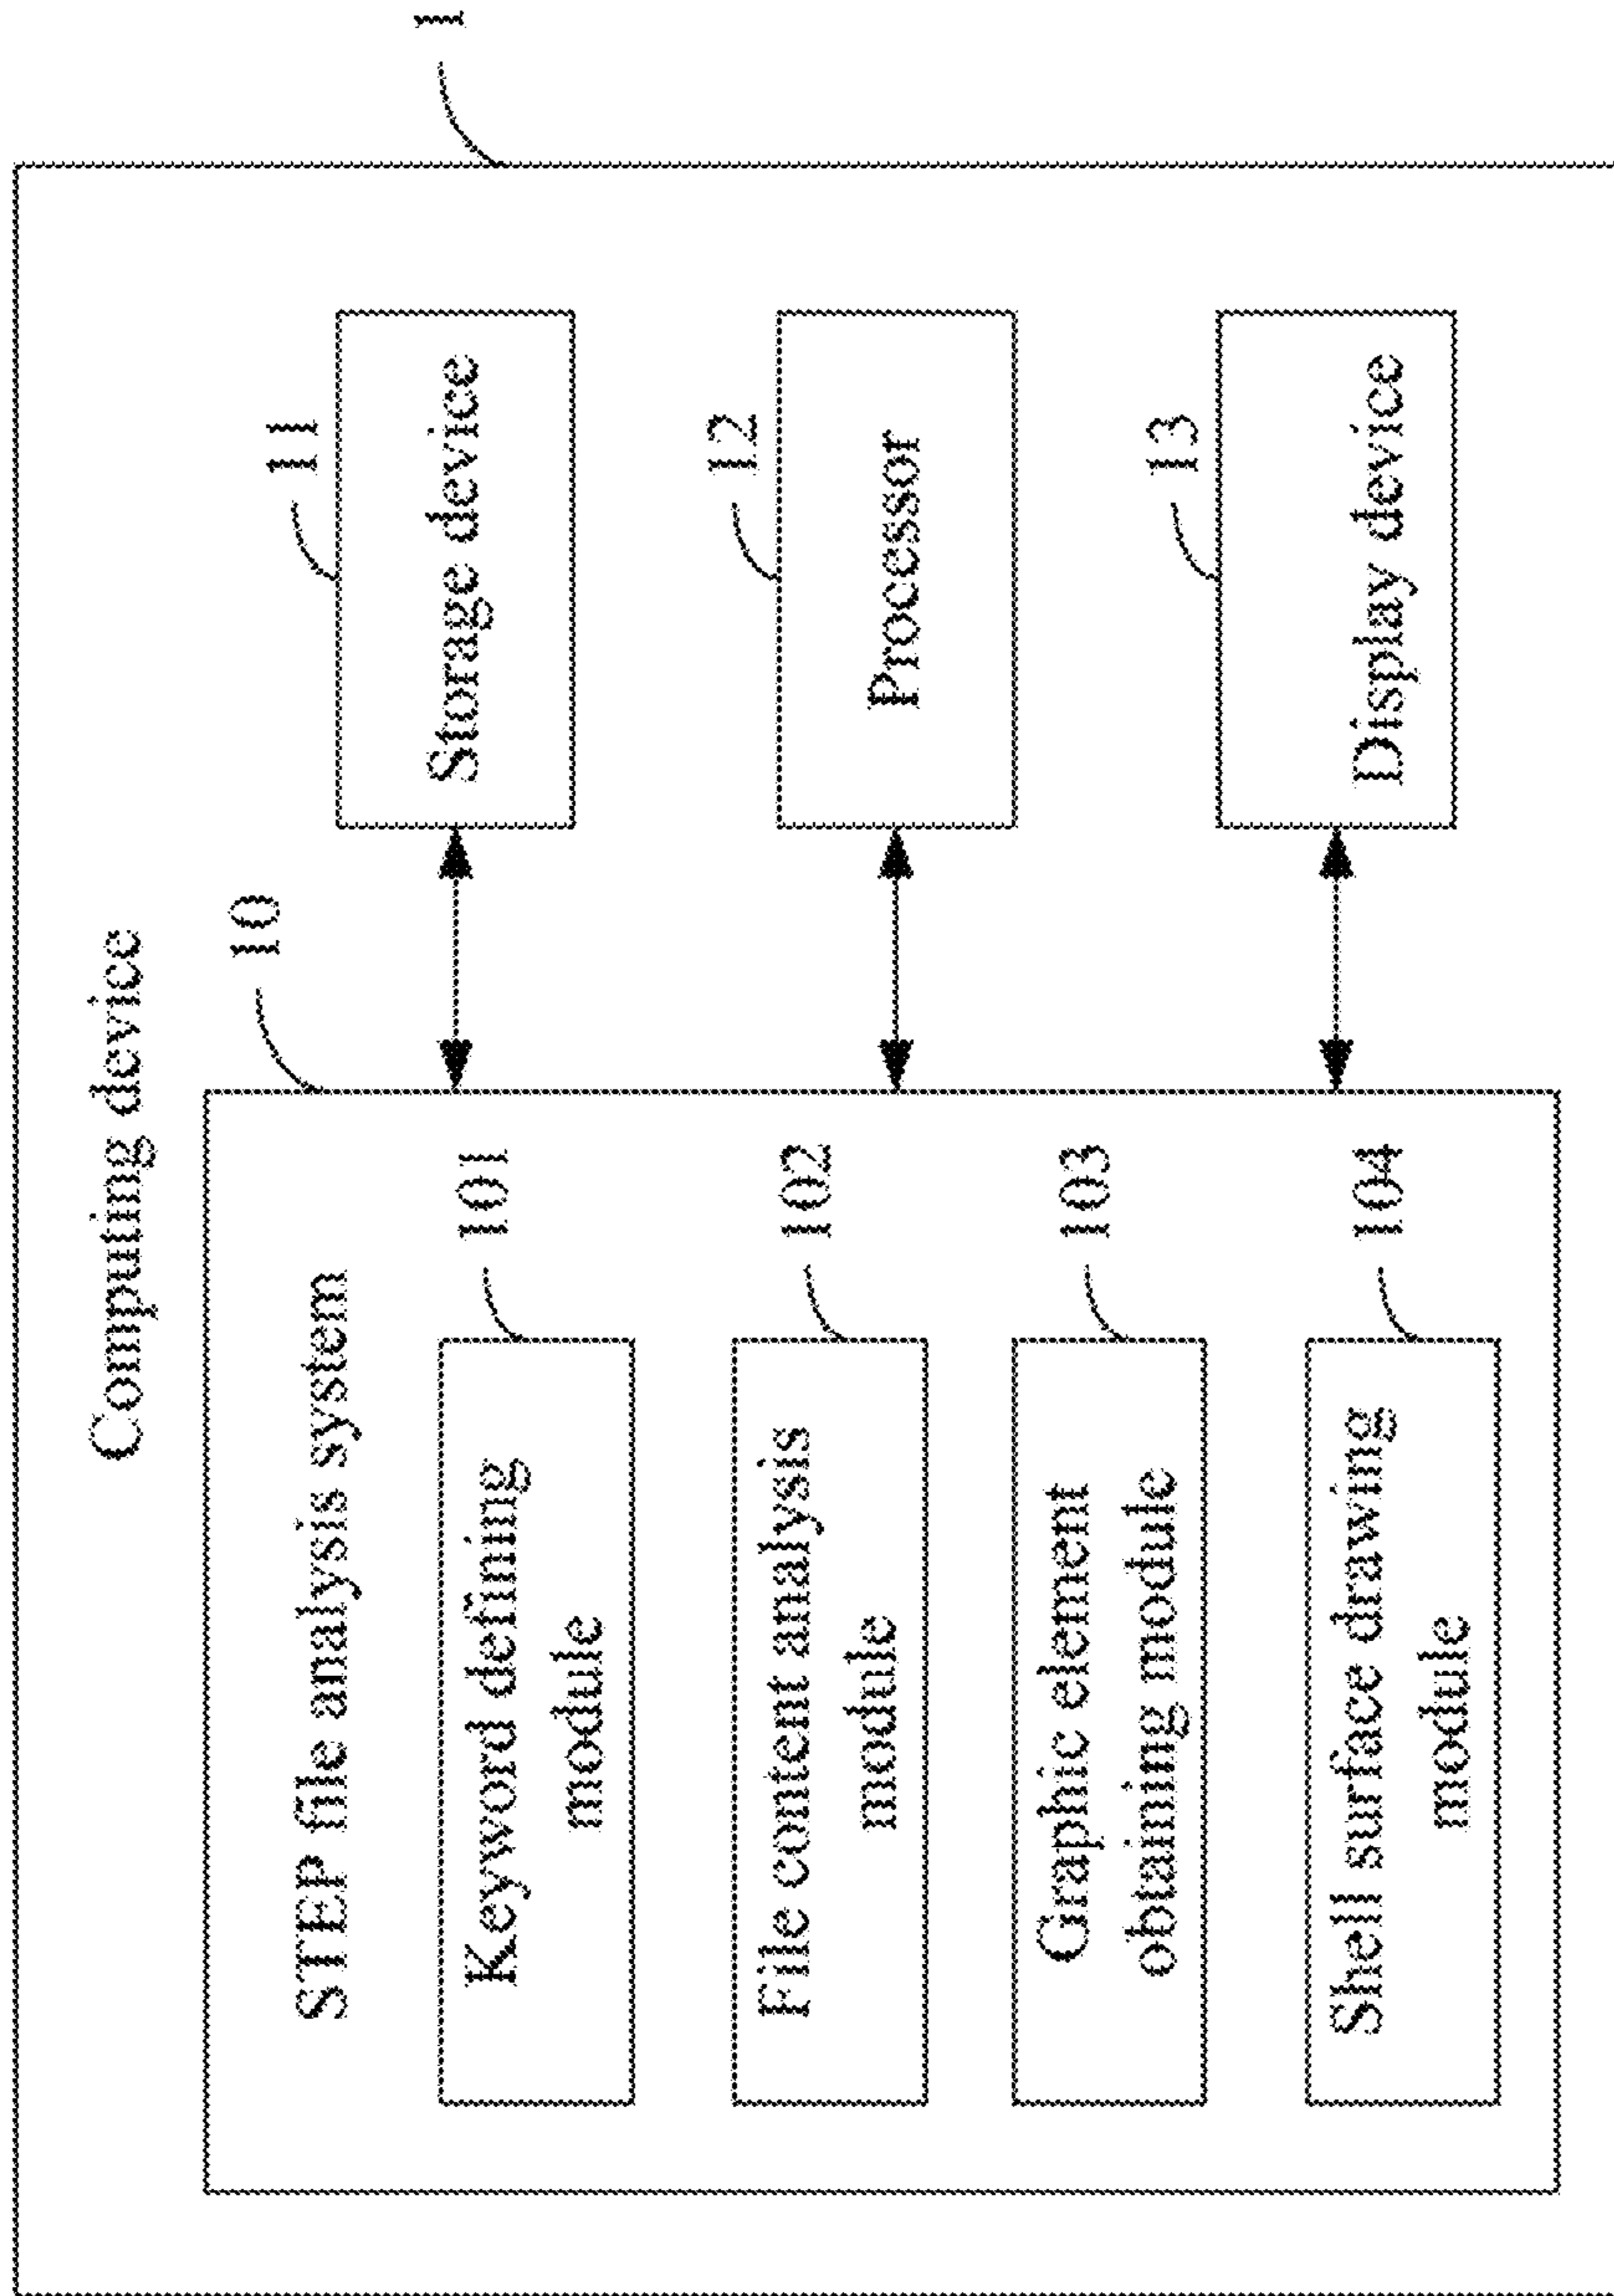 1
Computing device
10
STEP file analysis system
101
Keyword defining
module
102
File content analysis
module
103
Graphic element
obtaining module
104
Shell surface drawing
module
11
Storage device
12
Processor
13
Display device